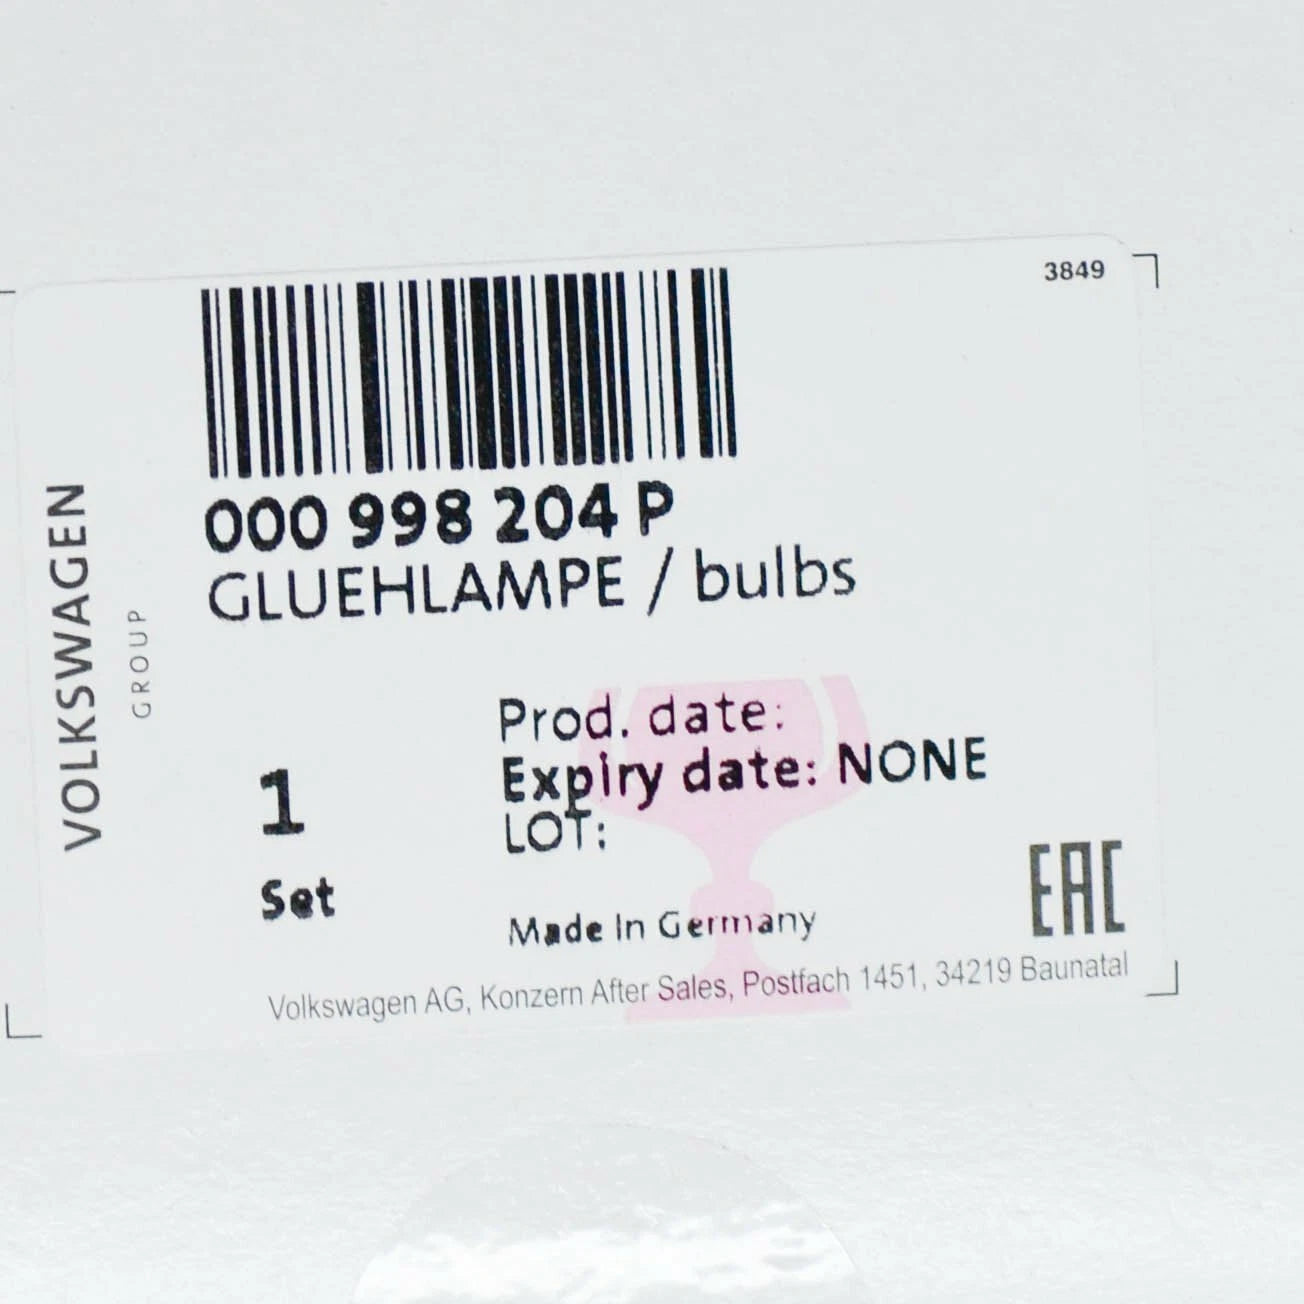 3849
000 998 204 P
GLUEHLAMPE / bulbs
VOLKSWAGEN
GROUP
Prod. date:
Expiry date: NONE
LOT:
1
Set
Made In Germany
EAC
Volkswagen AG, Konzern After Sales, Postfach 1451, 34219 Baunatal